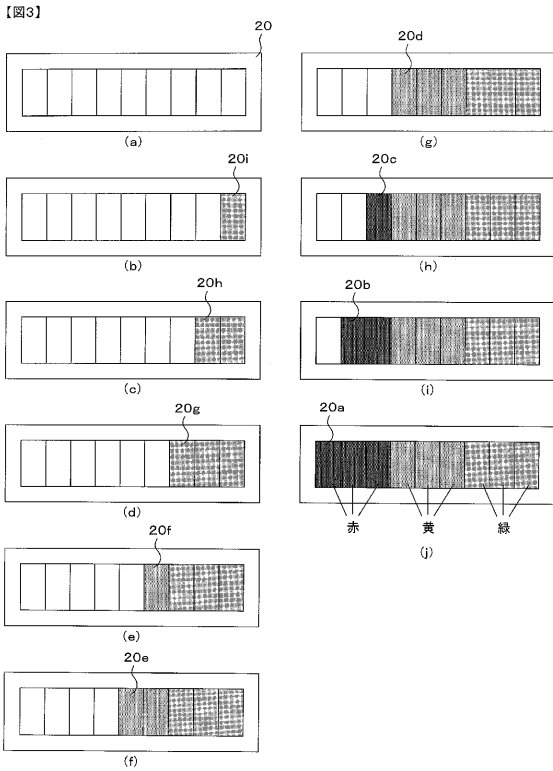 【図3】
20
(a)
20i
(b)
20h
(c)
20g
(d)
20f
(e)
20e
(f)
20d
(g)
20c
(h)
20b
(i)
20a
赤 黄 緑
(j)